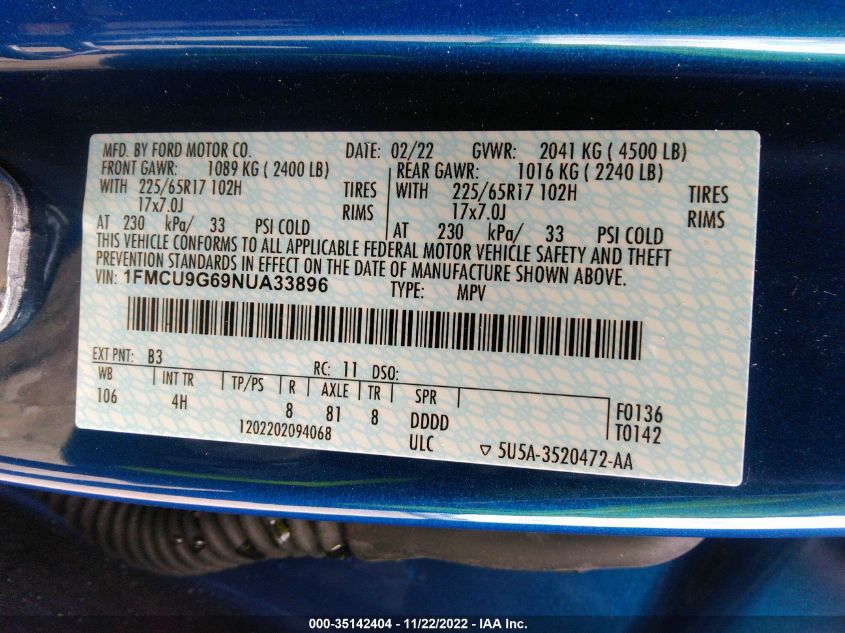 MFD. BY FORD MOTOR CO. DATE: 02/22 GVWR: 2041 KG ( 4500 LB)
FRONT GAWR: 1089 KG ( 2400 LB) REAR GAWR: 1016 KG ( 2240 LB)
WITH 225/65R17 102H TIRES WITH 225/65R17 102H TIRES
17x7.0J RIMS 17x7.0J RIMS
AT 230 kPa/ 33 PSI COLD AT 230 kPa/ 33 PSI COLD
THIS VEHICLE CONFORMS TO ALL APPLICABLE FEDERAL MOTOR VEHICLE SAFETY AND THEFT
PREVENTION STANDARDS IN EFFECT ON THE DATE OF MANUFACTURE SHOWN ABOVE.
VIN: 1FMCU9G69NUA33896 TYPE: MPV
EXT PNT: B3 RC: 11 DSO:
WB INT TR TP/PS R AXLE TR SPR
106 4H 8 81 8 DDDD F0136
1202202094068 ULC T0142
5U5A-3520472-AA
000-35142404 - 11/22/2022 - IAA Inc.